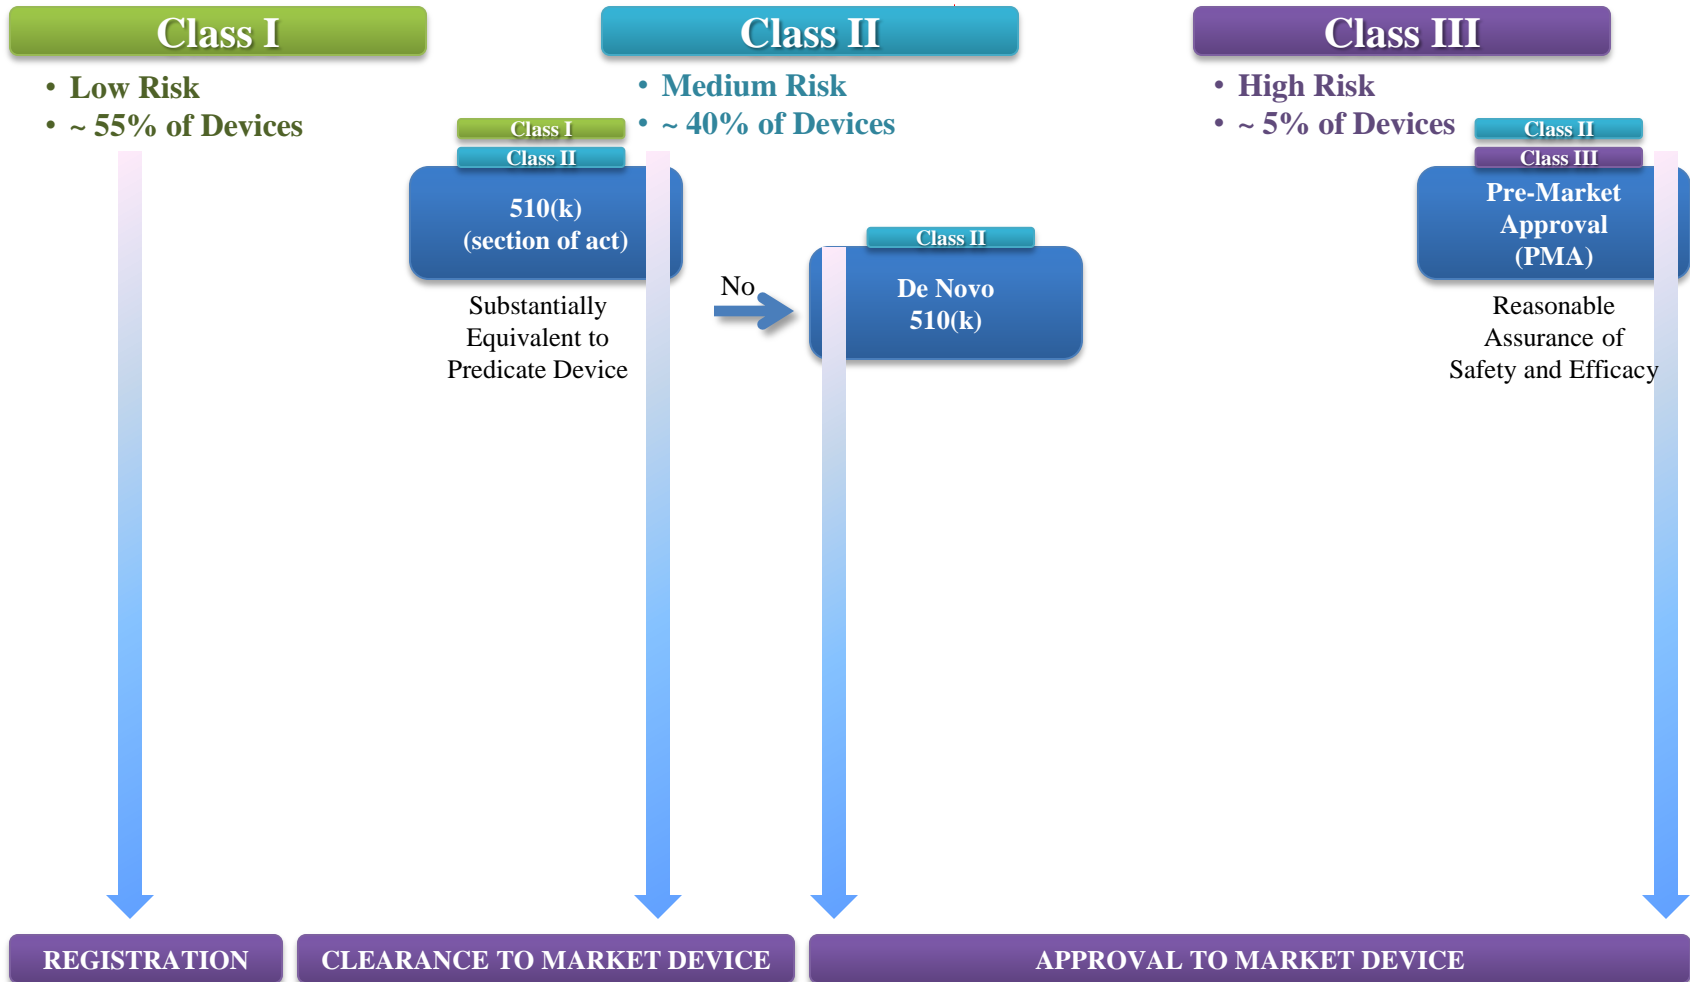 Class I
• Low Risk
• ~ 55% of Devices
Class II
• Medium Risk
• ~ 40% of Devices
Class III
• High Risk
• ~ 5% of Devices
Class I
Class II
510(k)
(section of act)
Substantially
Equivalent to
Predicate Device
No
Class II
De Novo
510(k)
Class II
Class III
Pre-Market
Approval
(PMA)
Reasonable
Assurance of
Safety and Efficacy
REGISTRATION
CLEARANCE TO MARKET DEVICE
APPROVAL TO MARKET DEVICE